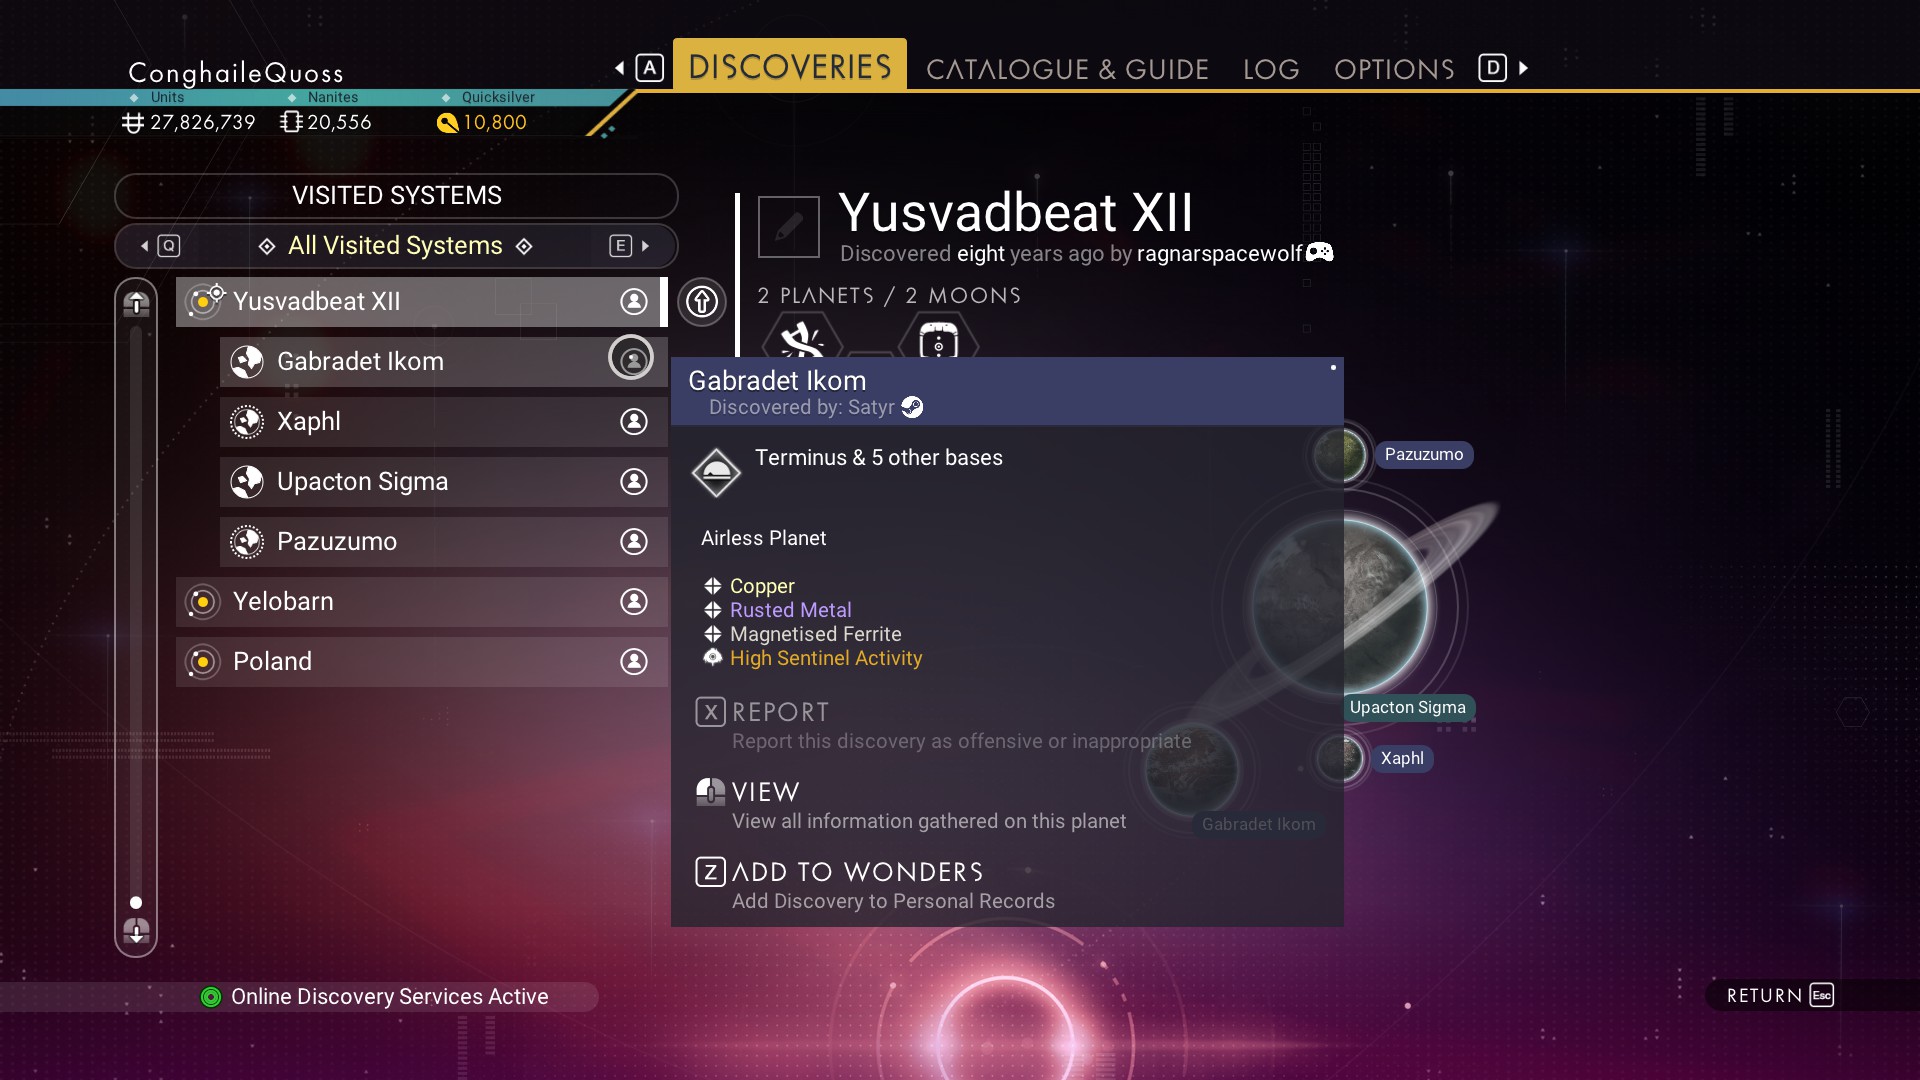 ConghaileQuoss
A
DISCOVERIES
CATALOGUE & GUIDE
LOG
OPTIONS
D
Units
Nanites
Quicksilver
27,826,739
20,556
10,800
VISITED SYSTEMS
Q
All Visited Systems
E
Yusvadbeat XII
Gabradet Ikom
Xaphl
Upacton Sigma
Pazuzumo
Yelobarn
Poland
Yusvadbeat XII
Discovered eight years ago by ragnarspacewolf
2 PLANETS / 2 MOONS
Gabradet Ikom
Discovered by: Satyr
Terminus & 5 other bases
Airless Planet
Copper
Rusted Metal
Magnetised Ferrite
High Sentinel Activity
X REPORT
Report this discovery as offensive or inappropriate
VIEW
View all information gathered on this planet
Z ADD TO WONDERS
Add Discovery to Personal Records
Pazuzumo
Upacton Sigma
Xaphl
Gabradet Ikom
Online Discovery Services Active
RETURN Esc